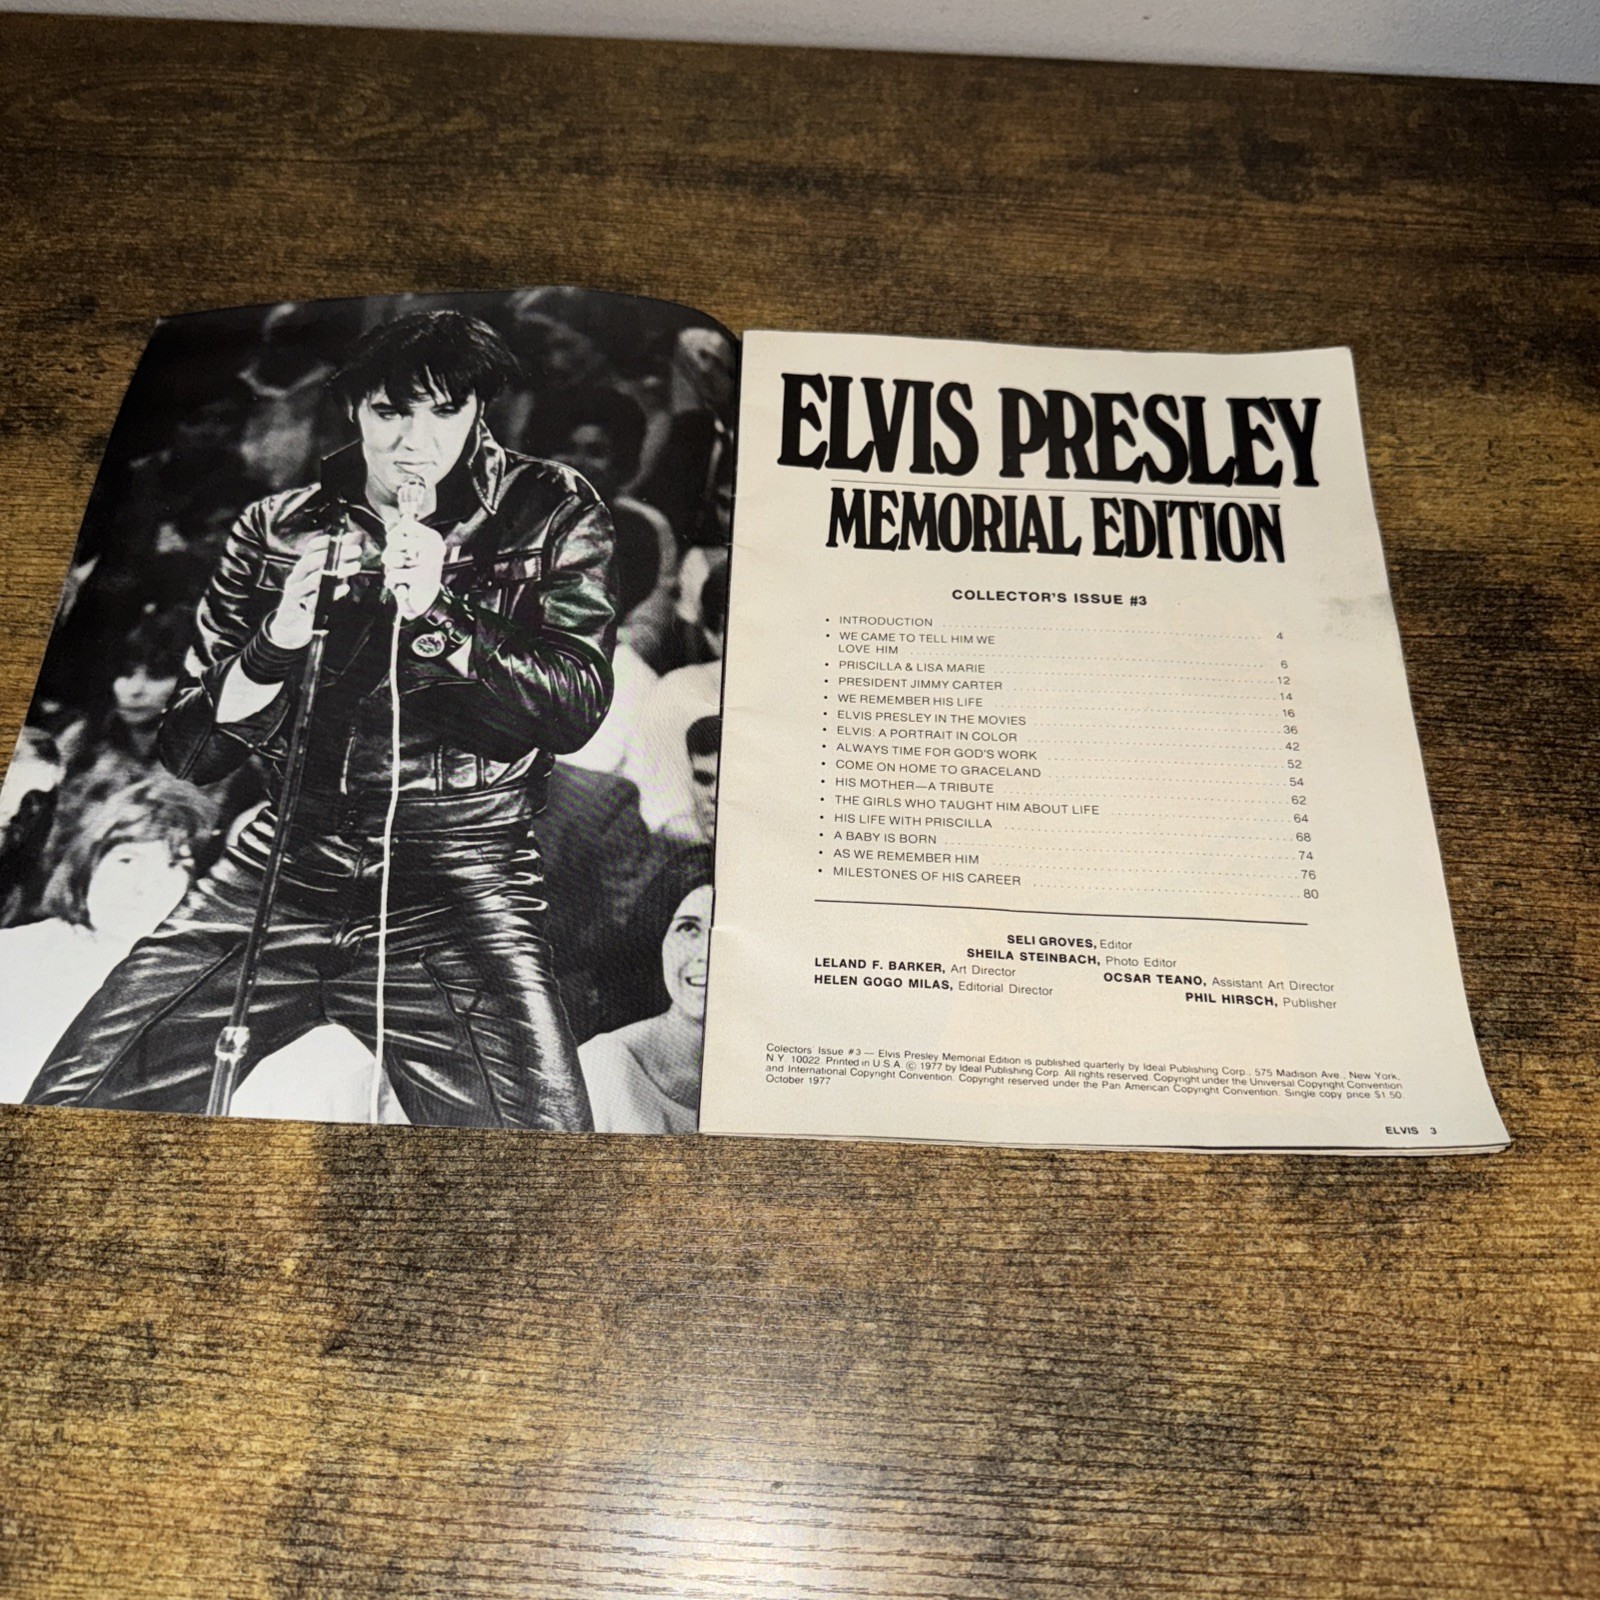 ELVIS PRESLEY
MEMORIAL EDITION
COLLECTOR'S ISSUE #3
• INTRODUCTION 4
• WE CAME TO TELL HIM WE
LOVE HIM 6
• PRISCILLA & LISA MARIE 12
• PRESIDENT JIMMY CARTER 14
• WE REMEMBER HIS LIFE 16
• ELVIS PRESLEY IN THE MOVIES 36
• ELVIS: A PORTRAIT IN COLOR 42
• ALWAYS TIME FOR GOD'S WORK 52
• COME ON HOME TO GRACELAND 54
• HIS MOTHER—A TRIBUTE 62
• THE GIRLS WHO TAUGHT HIM ABOUT LIFE 64
• HIS LIFE WITH PRISCILLA 68
• A BABY IS BORN 74
• AS WE REMEMBER HIM 76
• MILESTONES OF HIS CAREER 80
SELI GROVES, Editor
SHEILA STEINBACH, Photo Editor
LELAND F. BARKER, Art Director OCSAR TEANO, Assistant Art Director
HELEN GOGO MILAS, Editorial Director PHIL HIRSCH, Publisher
Colectors' Issue #3 — Elvis Presley Memorial Edition is published quarterly by Ideal Publishing Corp., 575 Madison Ave., New York,
N.Y. 10022. Printed in U.S.A. © 1977 by Ideal Publishing Corp. All rights reserved. Copyright under the Universal Copyright Convention
and International Copyright Convention. Copyright reserved under the Pan American Copyright Convention. Single copy price $1.50.
October 1977
ELVIS 3